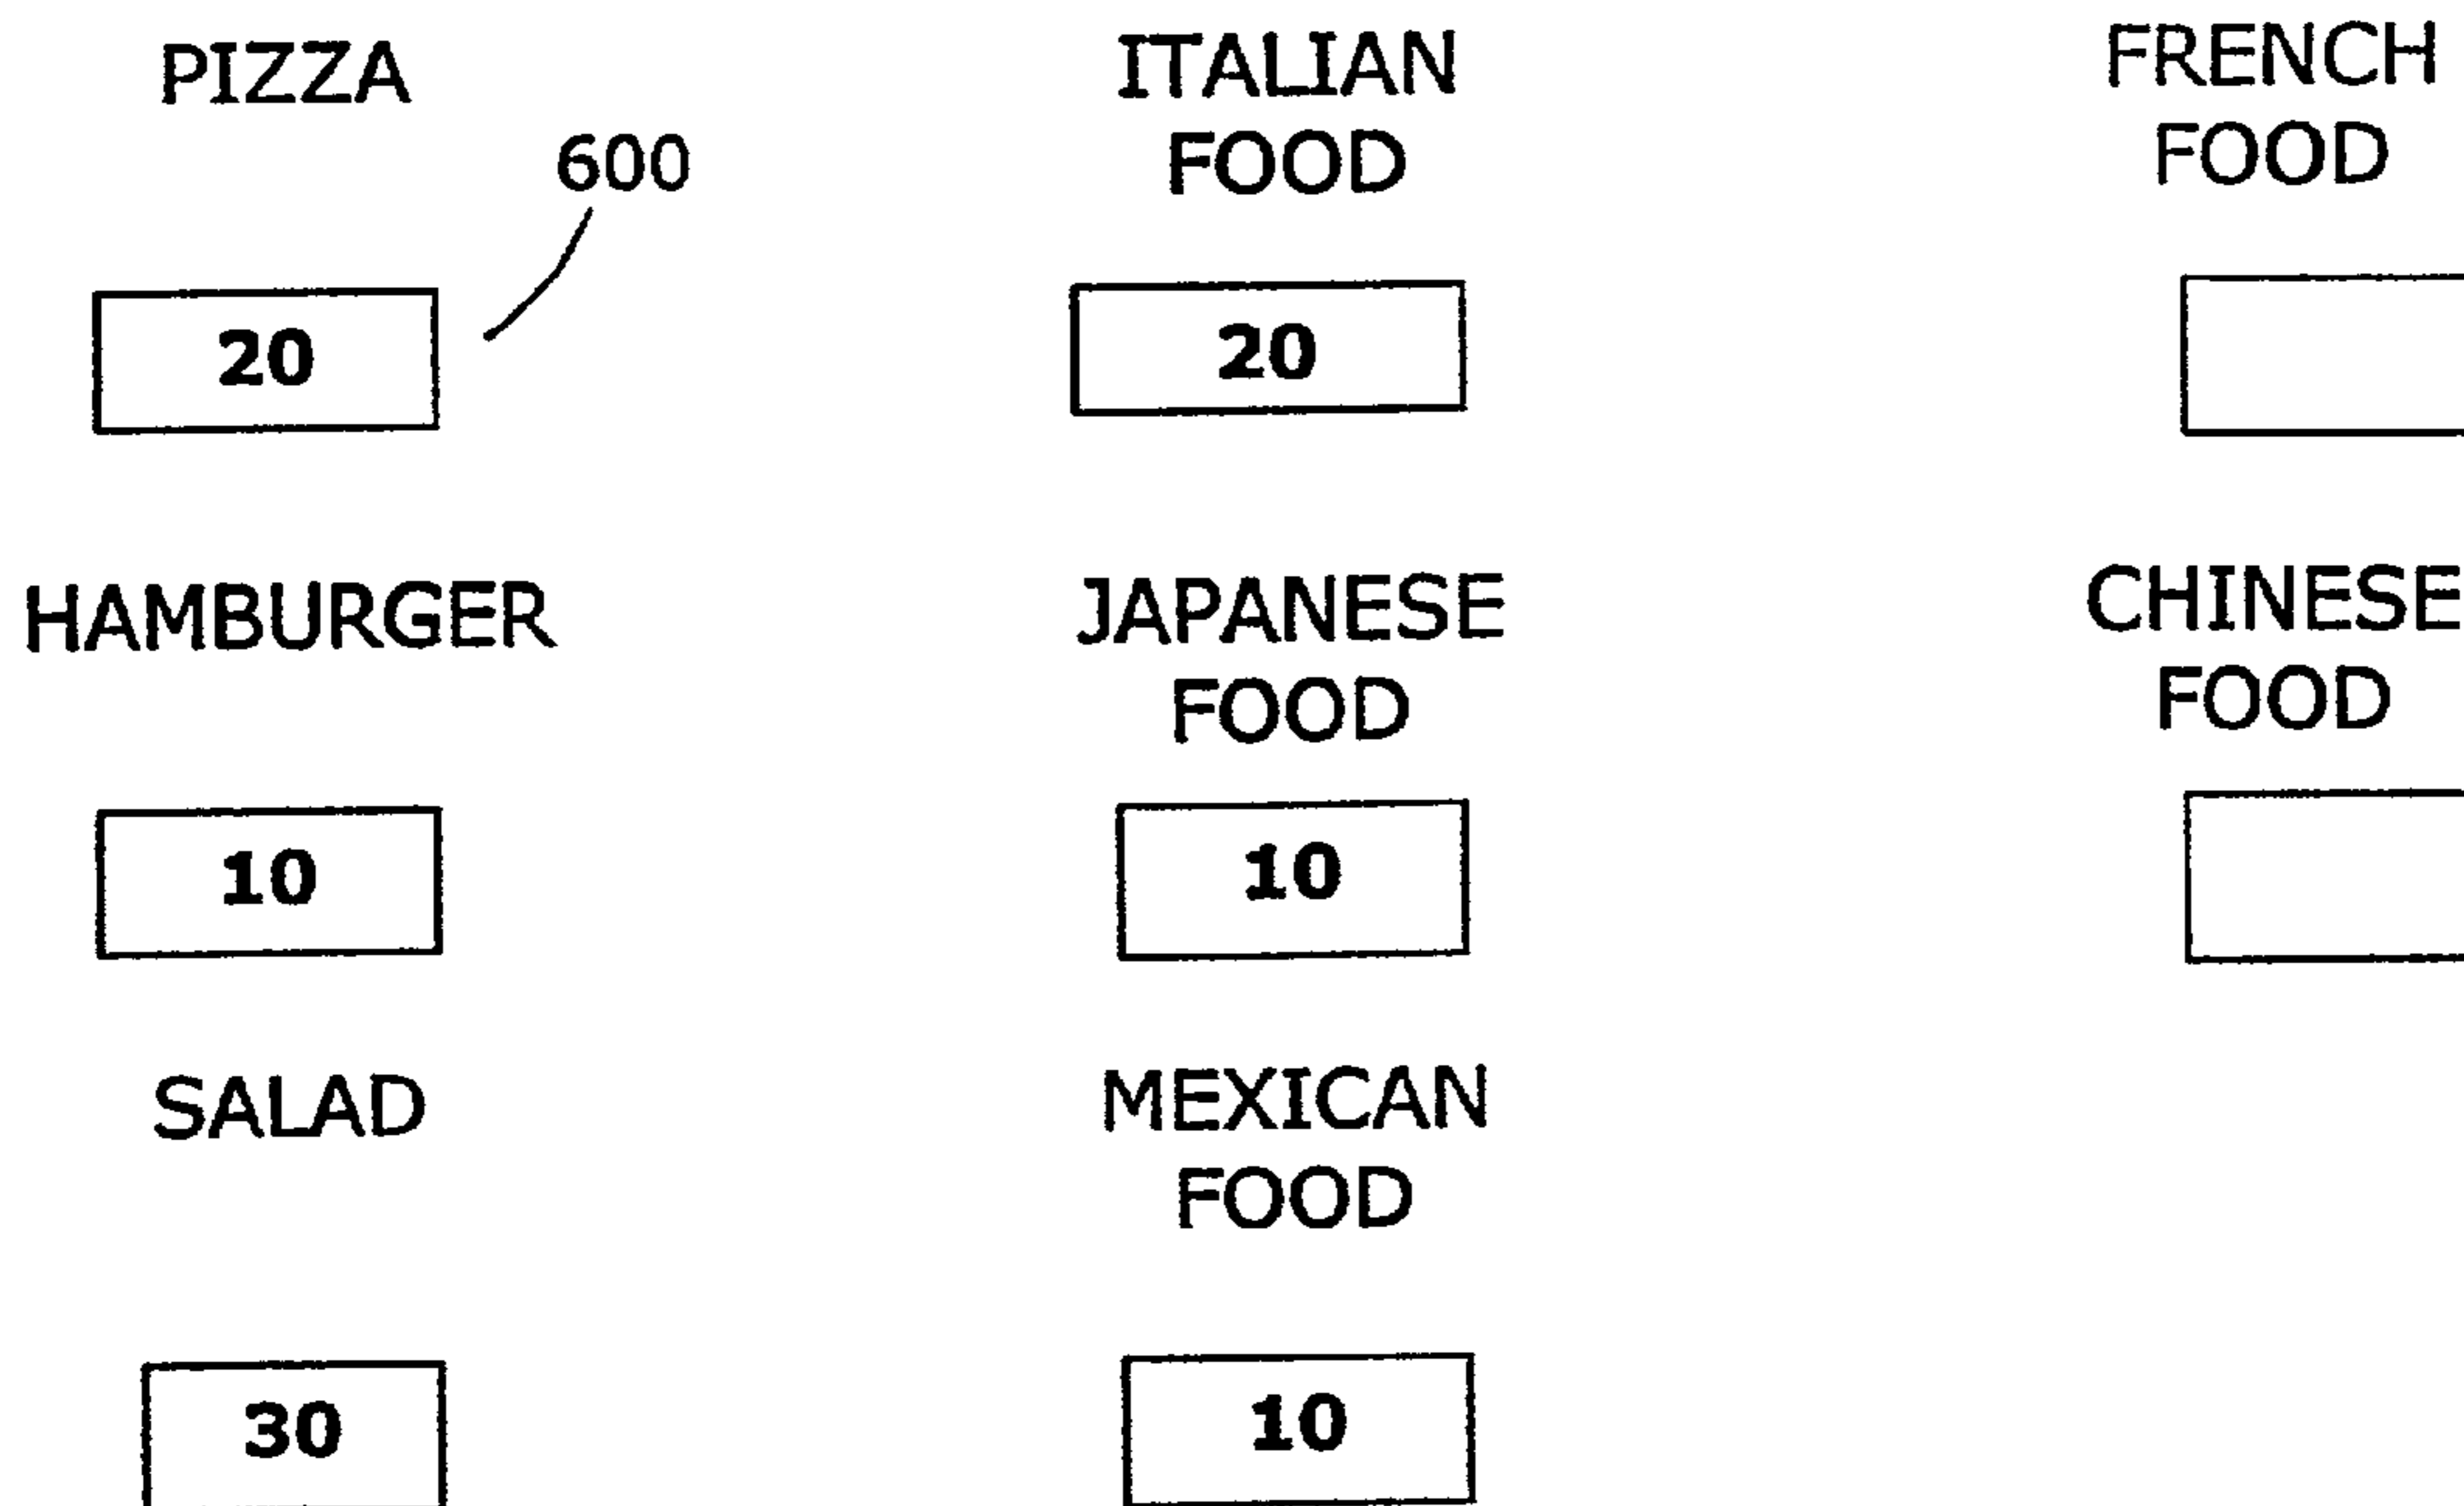 PIZZA
ITALIAN
FOOD
FRENCH
FOOD
600
20
20
HAMBURGER
JAPANESE
FOOD
CHINESE
FOOD
10
10
SALAD
MEXICAN
FOOD
30
10